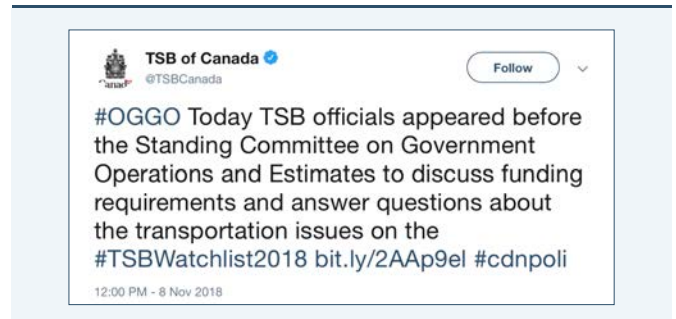 TSB of Canada
@TSBCanada
Follow
#OGGO Today TSB officials appeared before
the Standing Committee on Government
Operations and Estimates to discuss funding
requirements and answer questions about
the transportation issues on the
#TSBWatchlist2018 bit.ly/2AAp9el #cdnpoli
12:00 PM - 8 Nov 2018